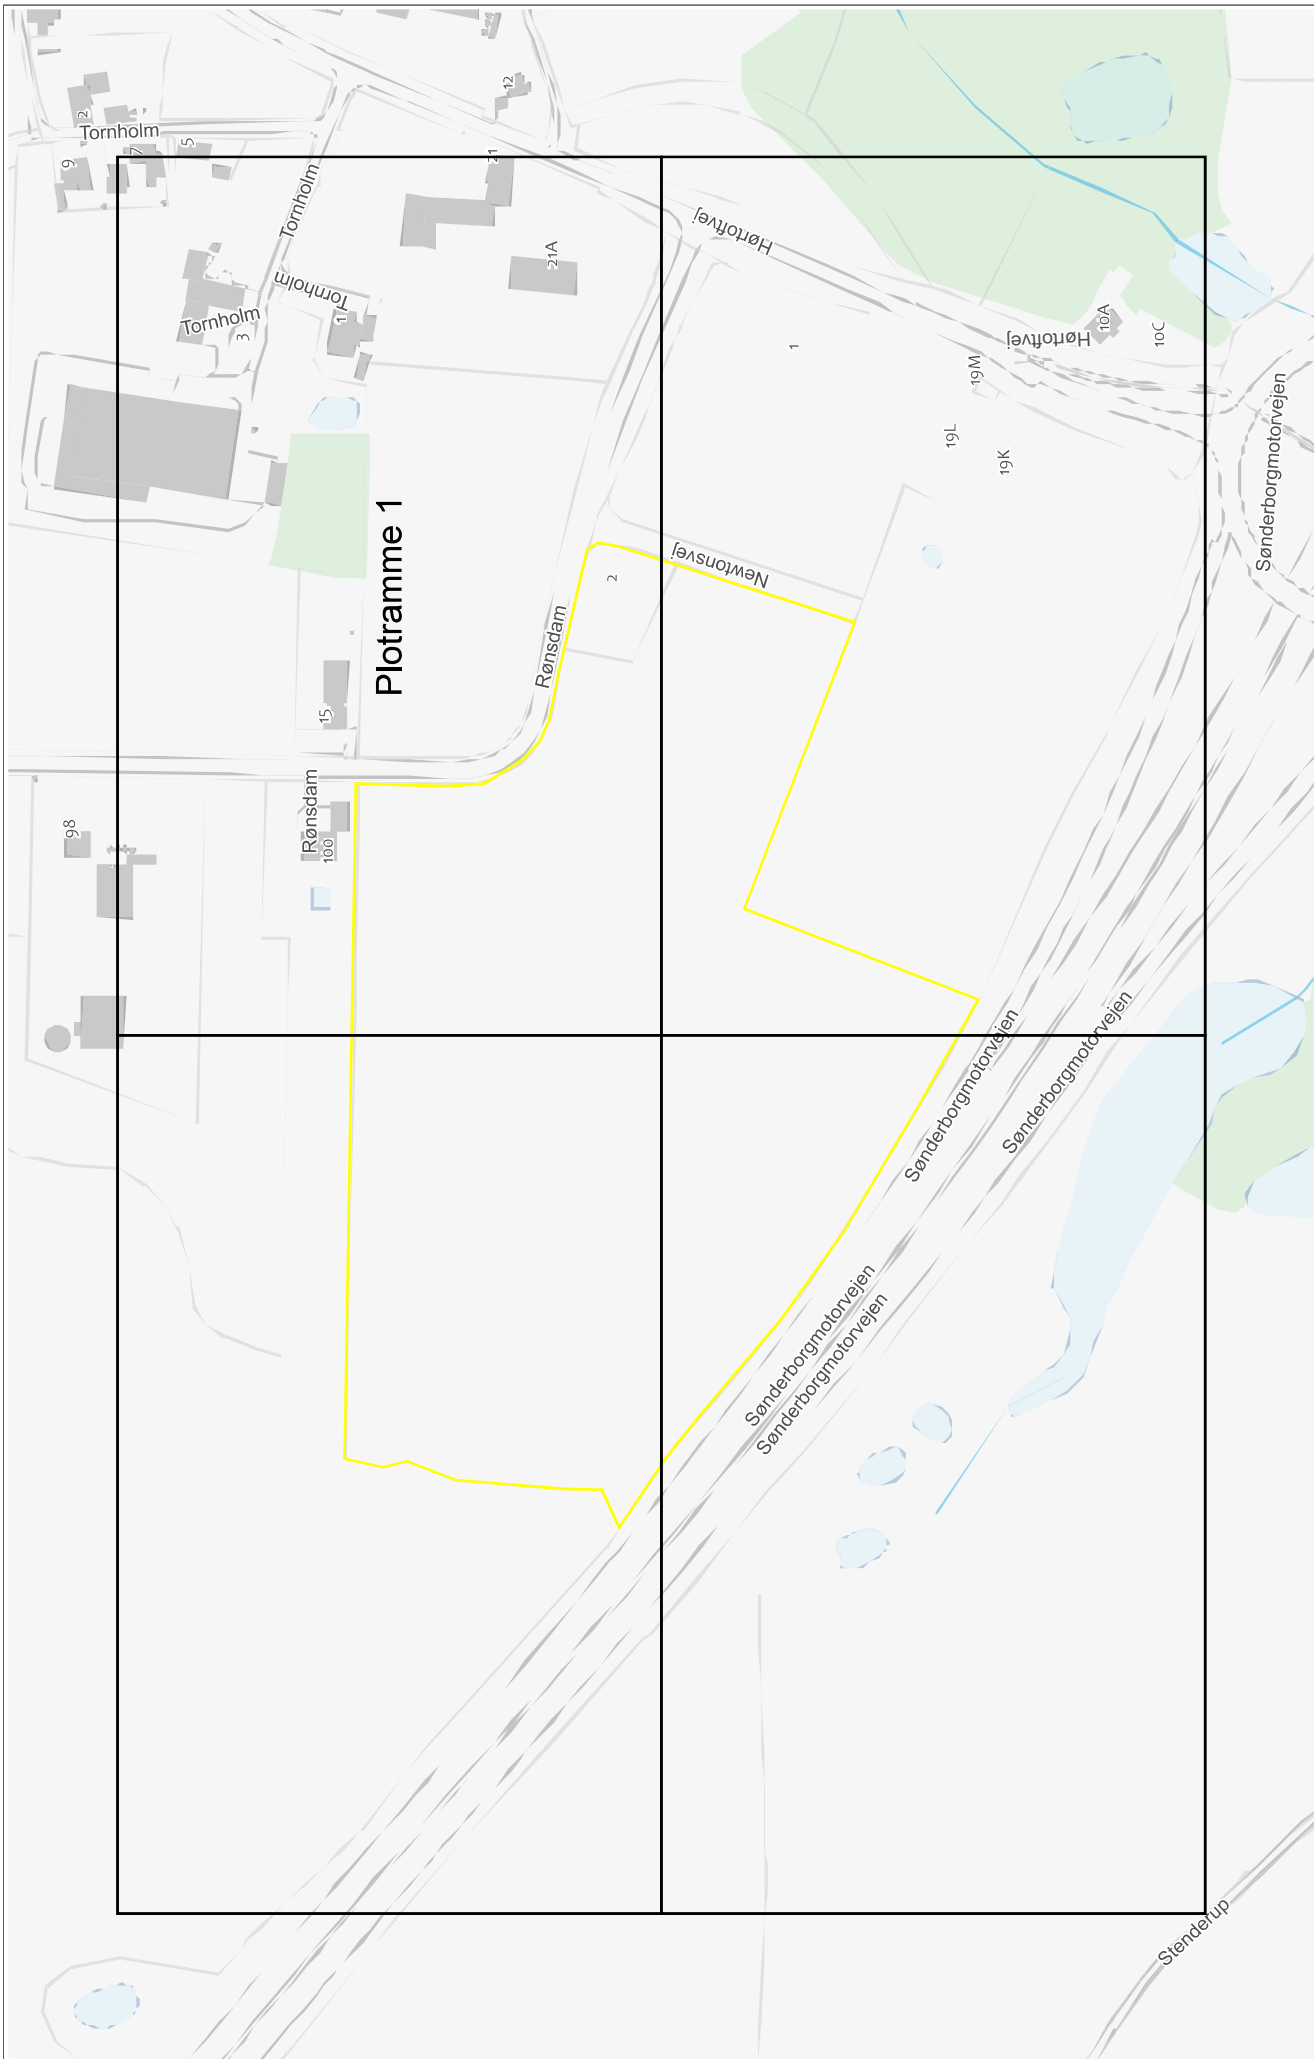 12
2
Tornholm
5
7
9
21
Tornholm
Hørtoftvej
21A
Tornholm
Tornholm
1
3
10A
10C
Hørtoftvej
1
19M
19L
19K
Sønderborgmotorvejen
Plotramme 1
Newtonsvej
2
Rønsdam
15
Rønsdam
98
100
Sønderborgmotorvejen
Sønderborgmotorvejen
Sønderborgmotorvejen
Sønderborgmotorvejen
Stenderup